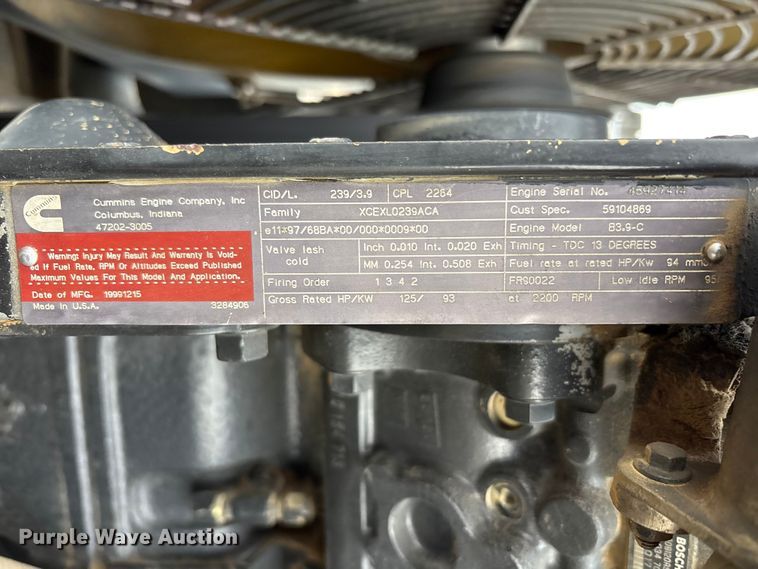 Cummins
Cummins Engine Company, Inc
Columbus, Indiana
47202-3005
Warning: Injury May Result And Warranty Is Void-
ed If Fuel Rate, RPM Or Altitudes Exceed Published
Maximum Values For This Model And Application.
Date of MFG. 19991215
Made In U.S.A. 3284906
CID/L. 239/3.9 CPL 2264
Family XCEXL0239ACA
e11*97/68BA*00/000*0009*00
Valve lash cold Inch 0.010 Int. 0.020 Exh
MM 0.254 Int. 0.508 Exh
Firing Order 1 3 4 2
Gross Rated HP/KW 125/ 93 at 2200 RPM
Engine Serial No.
Cust Spec. 59104869
Engine Model B3.9-C
Timing - TDC 13 DEGREES
Fuel rate at rated HP/Kw 94 mm
FR90022 Low Idle RPM 95
BOSCH
Purple Wave Auction